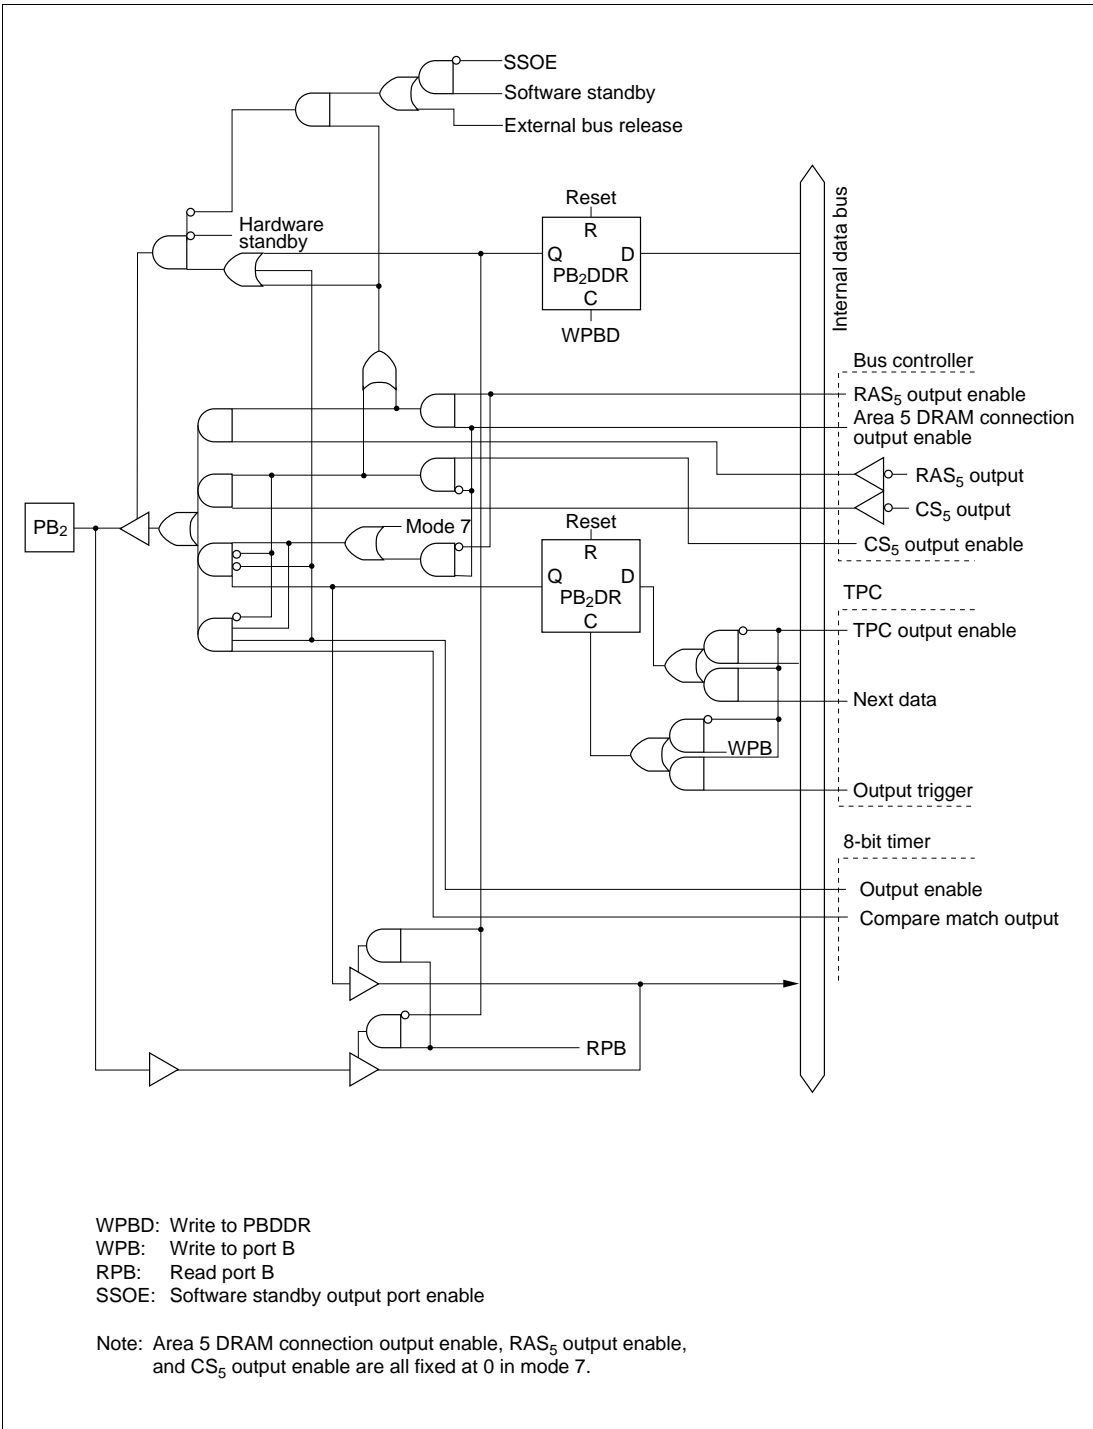 SSOE
Software standby
External bus release
Hardware
standby
Reset
R
Q D
PB2DDR
C
WPBD
Internal data bus
Bus controller
RAS5 output enable
Area 5 DRAM connection
output enable
RAS5 output
CS5 output
CS5 output enable
PB2
Mode 7
Reset
R
Q D
PB2DR
C
TPC
TPC output enable
Next data
WPB
Output trigger
8-bit timer
Output enable
Compare match output
RPB
WPBD: Write to PBDDR
WPB: Write to port B
RPB: Read port B
SSOE: Software standby output port enable
Note: Area 5 DRAM connection output enable, RAS5 output enable,
and CS5 output enable are all fixed at 0 in mode 7.